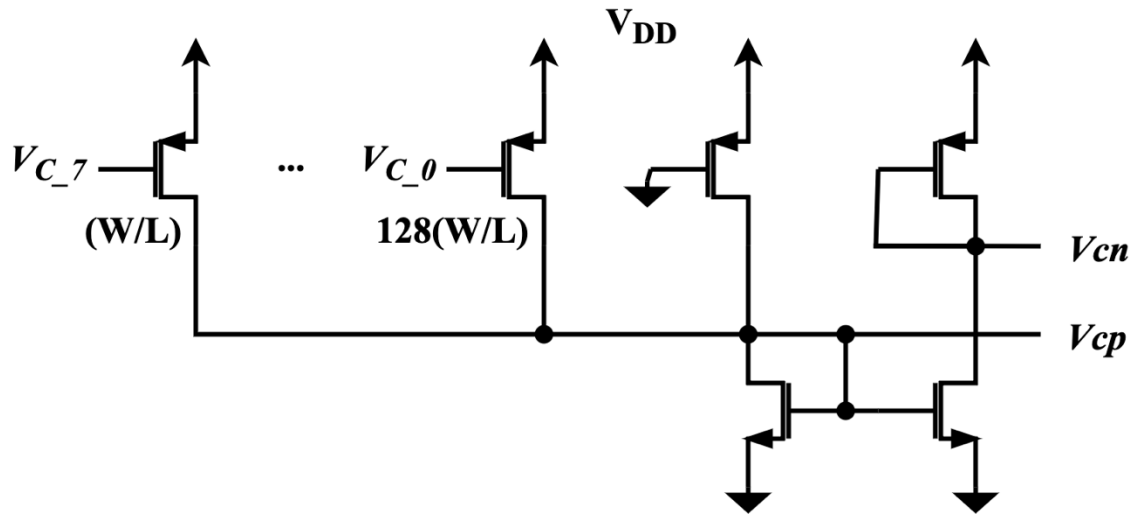 V_DD
V_C_7
...
V_C_0
(W/L)
128(W/L)
Vcn
Vcp